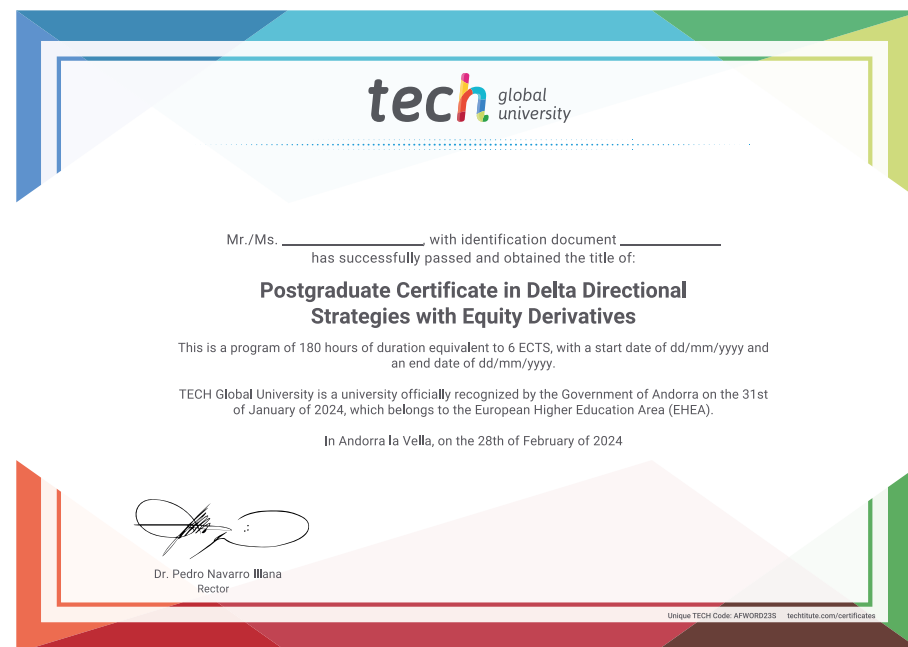 tech global university
Mr./Ms. ____________, with identification document ____________
has successfully passed and obtained the title of:
Postgraduate Certificate in Delta Directional
Strategies with Equity Derivatives
This is a program of 180 hours of duration equivalent to 6 ECTS, with a start date of dd/mm/yyyy and
an end date of dd/mm/yyyy.
TECH Global University is a university officially recognized by the Government of Andorra on the 31st
of January of 2024, which belongs to the European Higher Education Area (EHEA).
In Andorra la Vella, on the 28th of February of 2024
Dr. Pedro Navarro Illana
Rector
Unique TECH Code: AFWORD23S techtitute.com/certificates